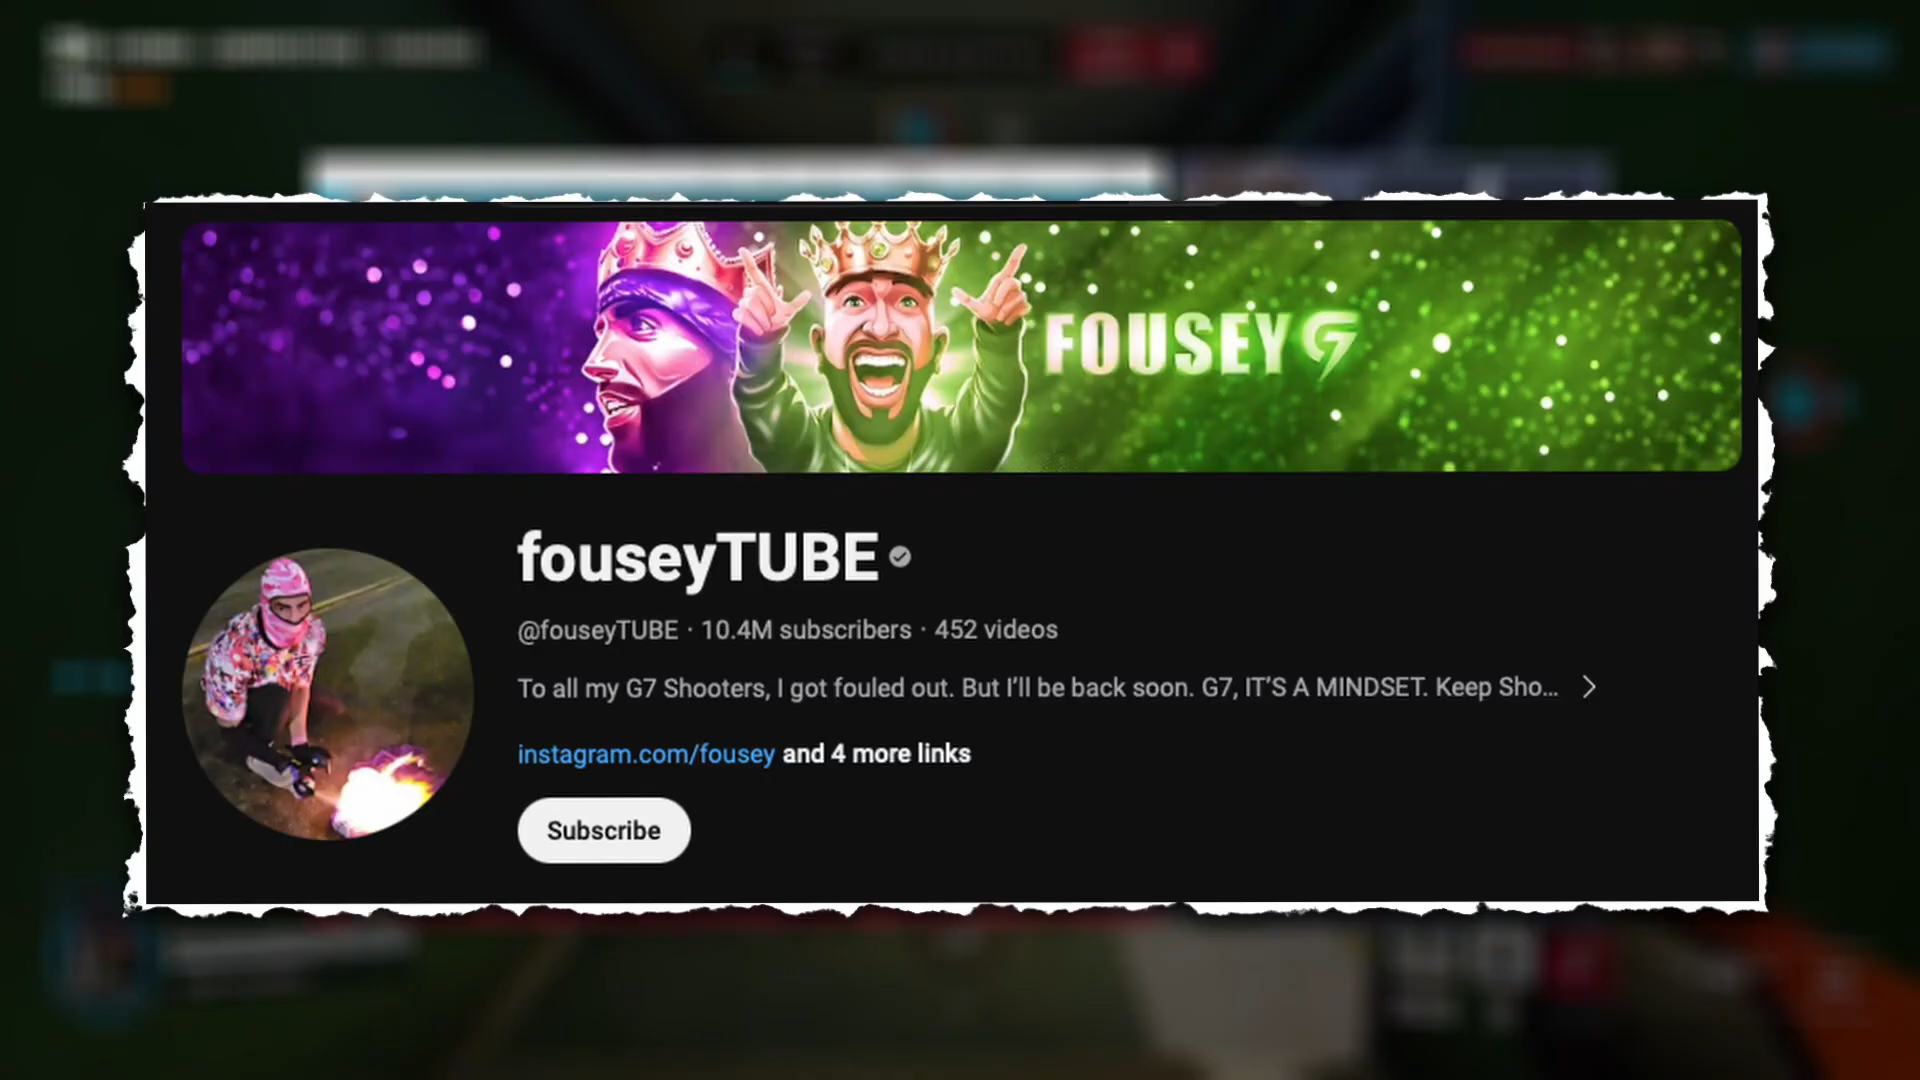 FOUSEY G7
fouseyTUBE
@fouseyTUBE · 10.4M subscribers · 452 videos
To all my G7 Shooters, I got fouled out. But I’ll be back soon. G7, IT’S A MINDSET. Keep Sho...
instagram.com/fousey and 4 more links
Subscribe